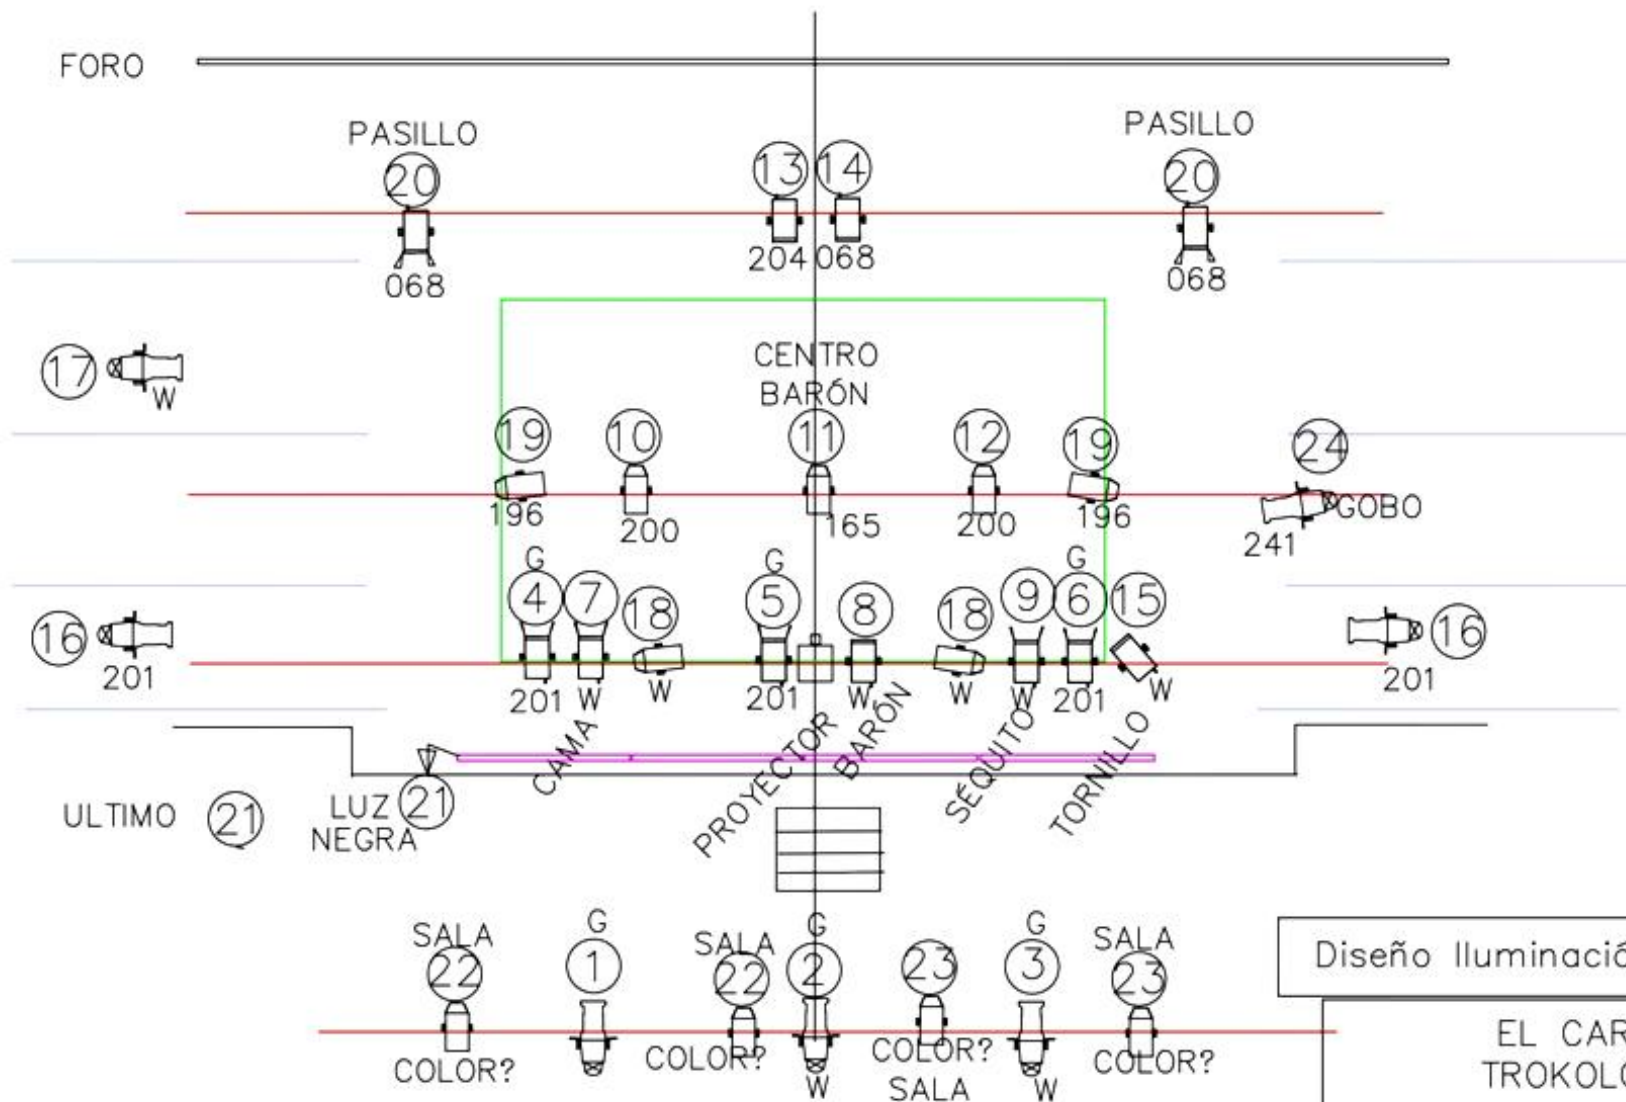 FORO
PASILLO
PASILLO
20
13
14
20
068
204
068
068
17
W
CENTRO
BARÓN
19
10
11
12
19
24
GOBO
196
200
165
200
196
241
G
G
G
4
7
18
5
8
18
9
6
15
16
16
201
201
W
W
201
W
W
W
201
W
201
CAMA
PROYECTOR
BARÓN
SÉQUITO
TORNILLO
ULTIMO
21
LUZ
NEGRA
21
SALA
G
SALA
G
G
SALA
22
1
22
2
23
3
23
COLOR?
COLOR?
W
COLOR?
SALA
W
COLOR?
Diseño Iluminació
EL CAR
TROKOLO